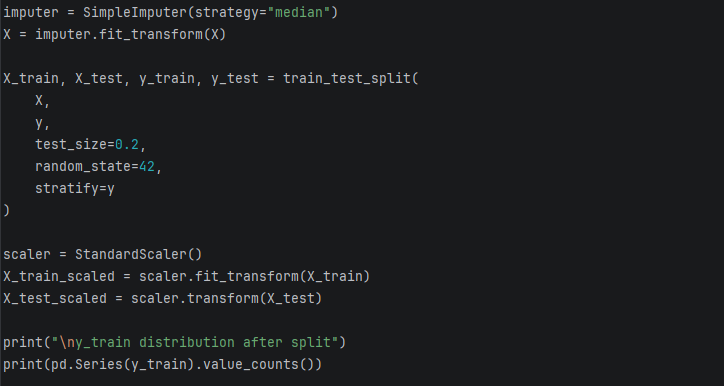 imputer = SimpleImputer(strategy="median")
X = imputer.fit_transform(X)

X_train, X_test, y_train, y_test = train_test_split(
    X,
    y,
    test_size=0.2,
    random_state=42,
    stratify=y
)

scaler = StandardScaler()
X_train_scaled = scaler.fit_transform(X_train)
X_test_scaled = scaler.transform(X_test)

print("\ny_train distribution after split")
print(pd.Series(y_train).value_counts())